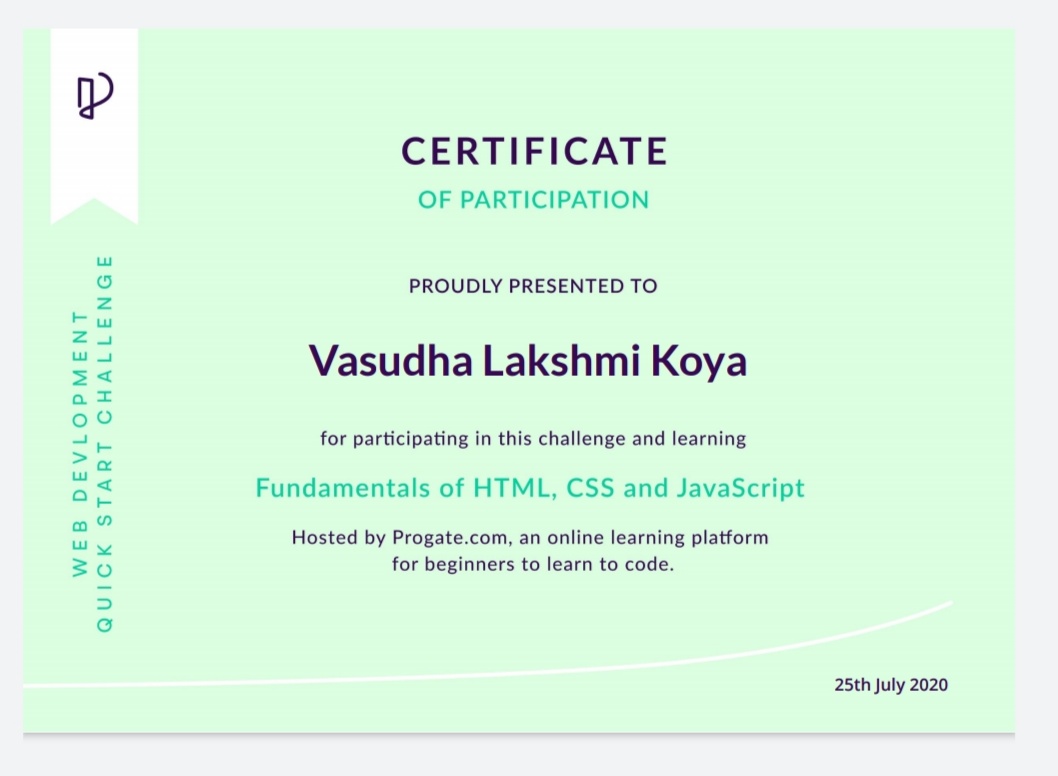 CERTIFICATE
OF PARTICIPATION
PROUDLY PRESENTED TO
Vasudha Lakshmi Koya
for participating in this challenge and learning
Fundamentals of HTML, CSS and JavaScript
Hosted by Progate.com, an online learning platform
for beginners to learn to code.
WEB DEVLOPMENT
QUICK START CHALLENGE
25th July 2020